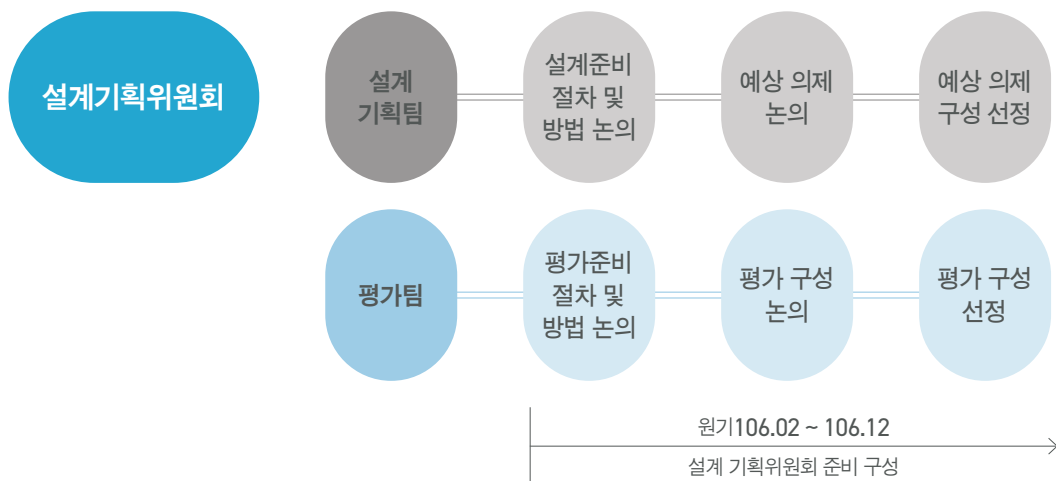 설계기획위원회
설계
기획팀
설계준비
절차 및
방법 논의
예상 의제
논의
예상 의제
구성 선정
평가팀
평가준비
절차 및
방법 논의
평가 구성
논의
평가 구성
선정
원기106.02 ~ 106.12
설계 기획위원회 준비 구성